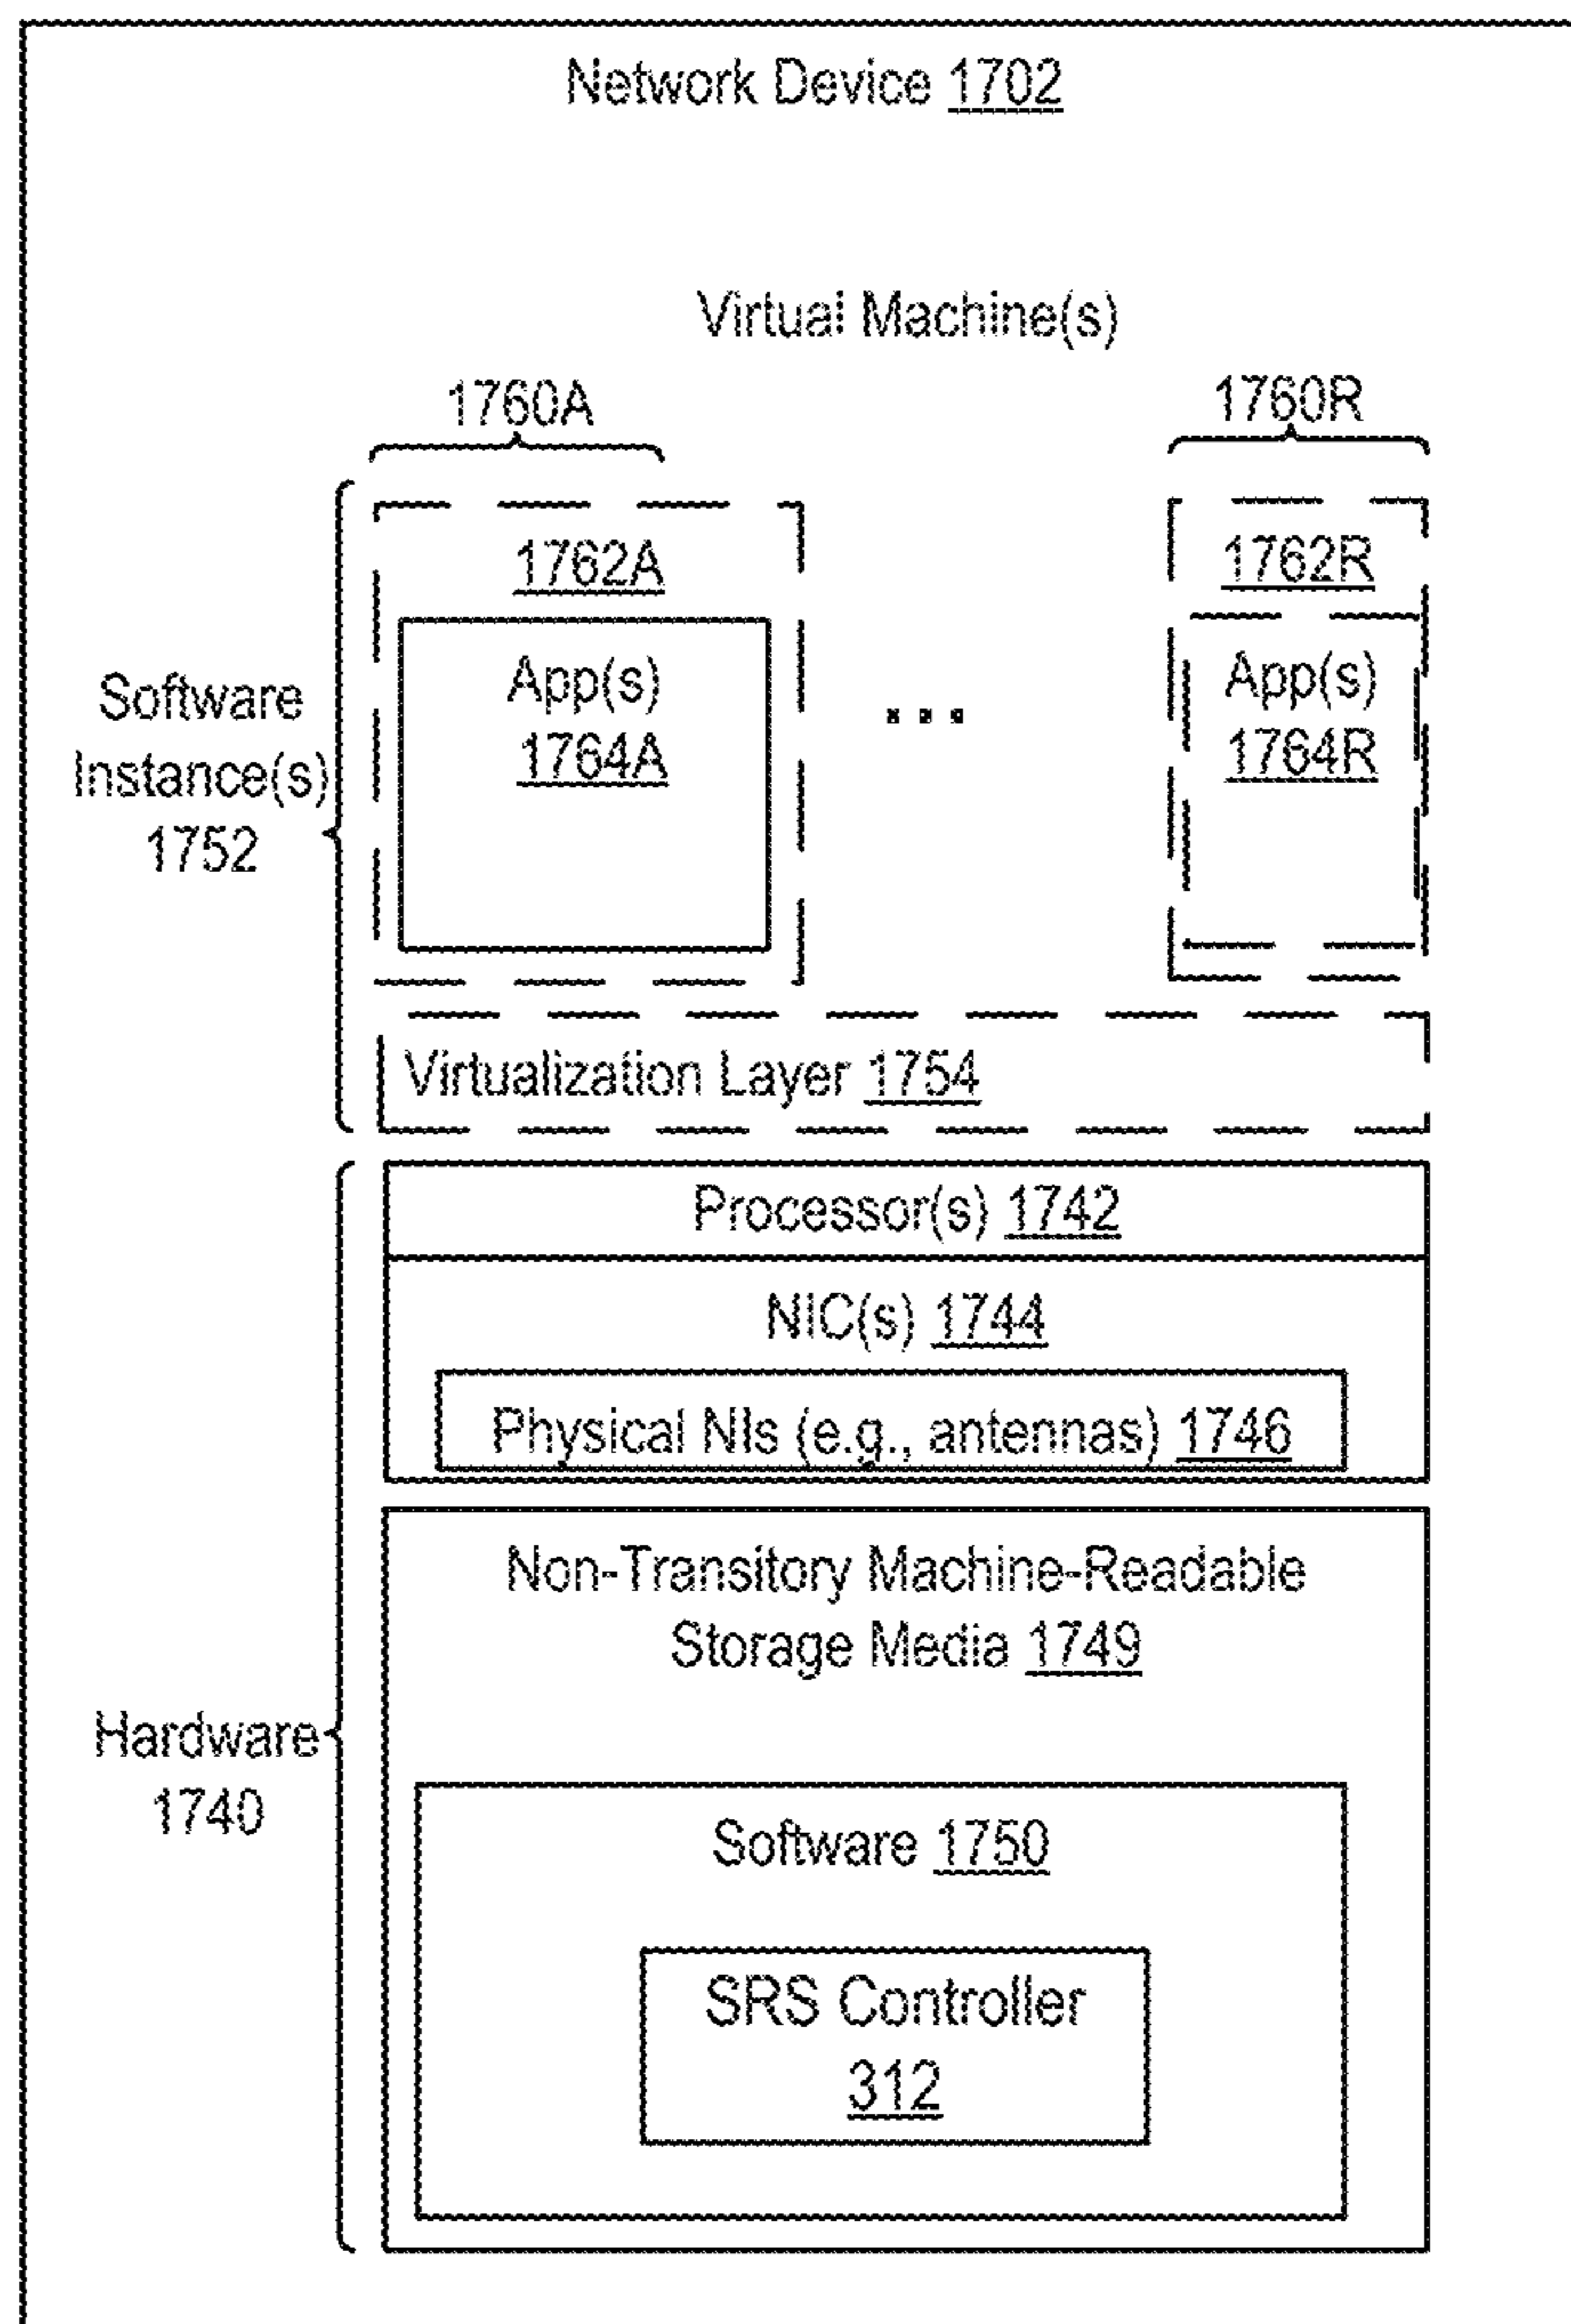 Network Device 1702
Virtual Machine(s)
1760A
1760R
1762A
1762R
Software
Instance(s)
1752
App(s)
1764A
...
App(s)
1764R
Virtualization Layer 1754
Processor(s) 1742
NIC(s) 1744
Physical NIs (e.g., antennas) 1746
Non-Transitory Machine-Readable
Storage Media 1749
Hardware
1740
Software 1750
SRS Controller
312